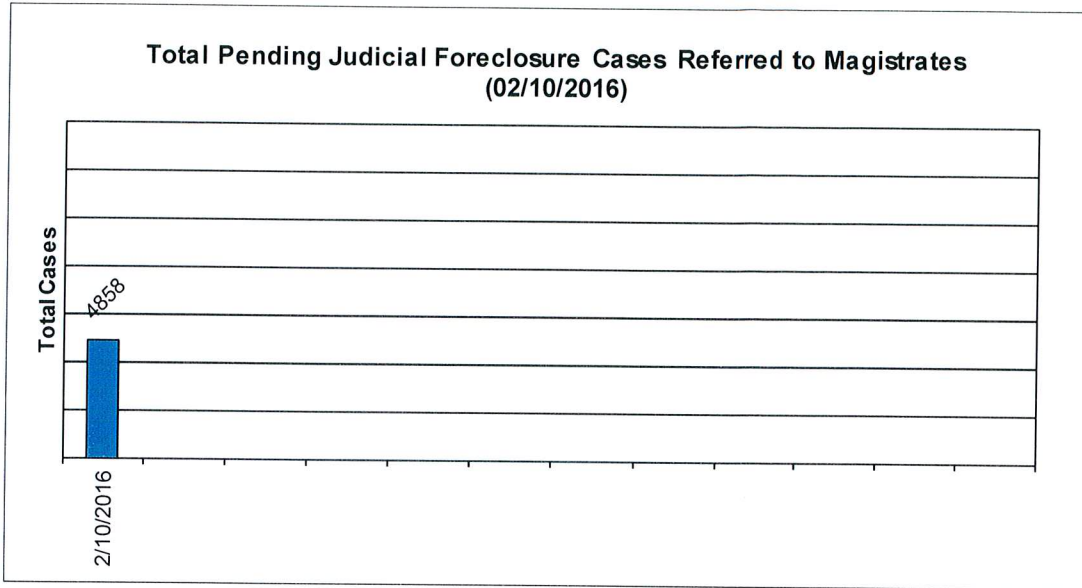 Total Pending Judicial Foreclosure Cases Referred to Magistrates
(02/10/2016)
Total Cases
4858
2/10/2016